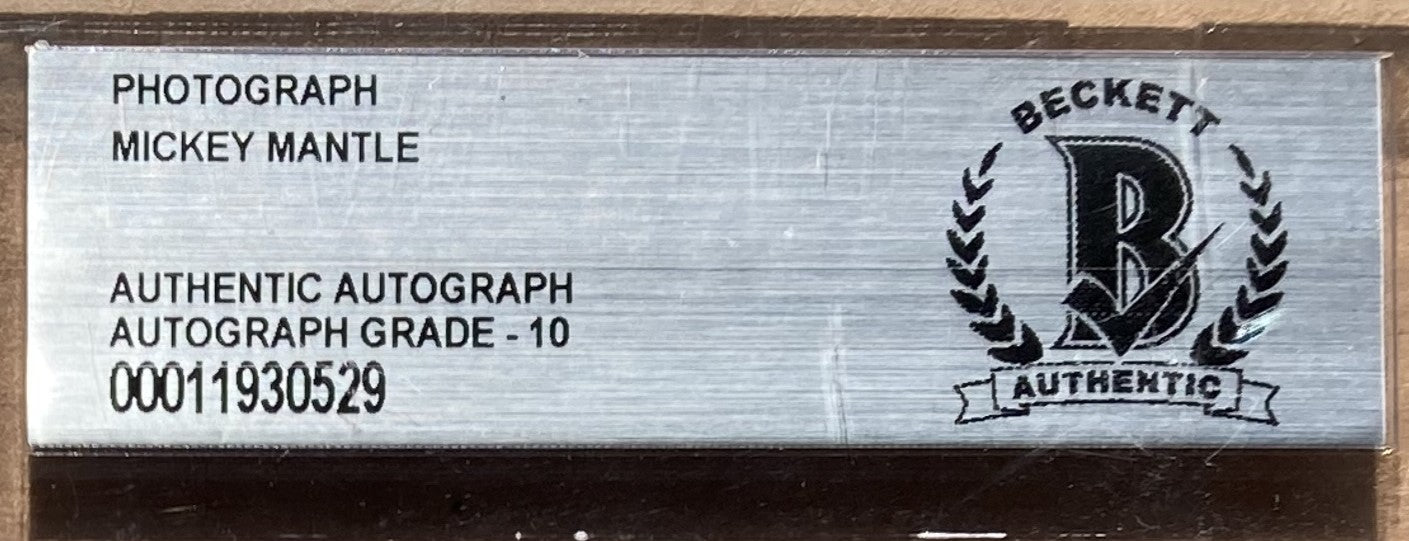 PHOTOGRAPH
MICKEY MANTLE
AUTHENTIC AUTOGRAPH
AUTOGRAPH GRADE - 10
00011930529
BECKETT
B
AUTHENTIC